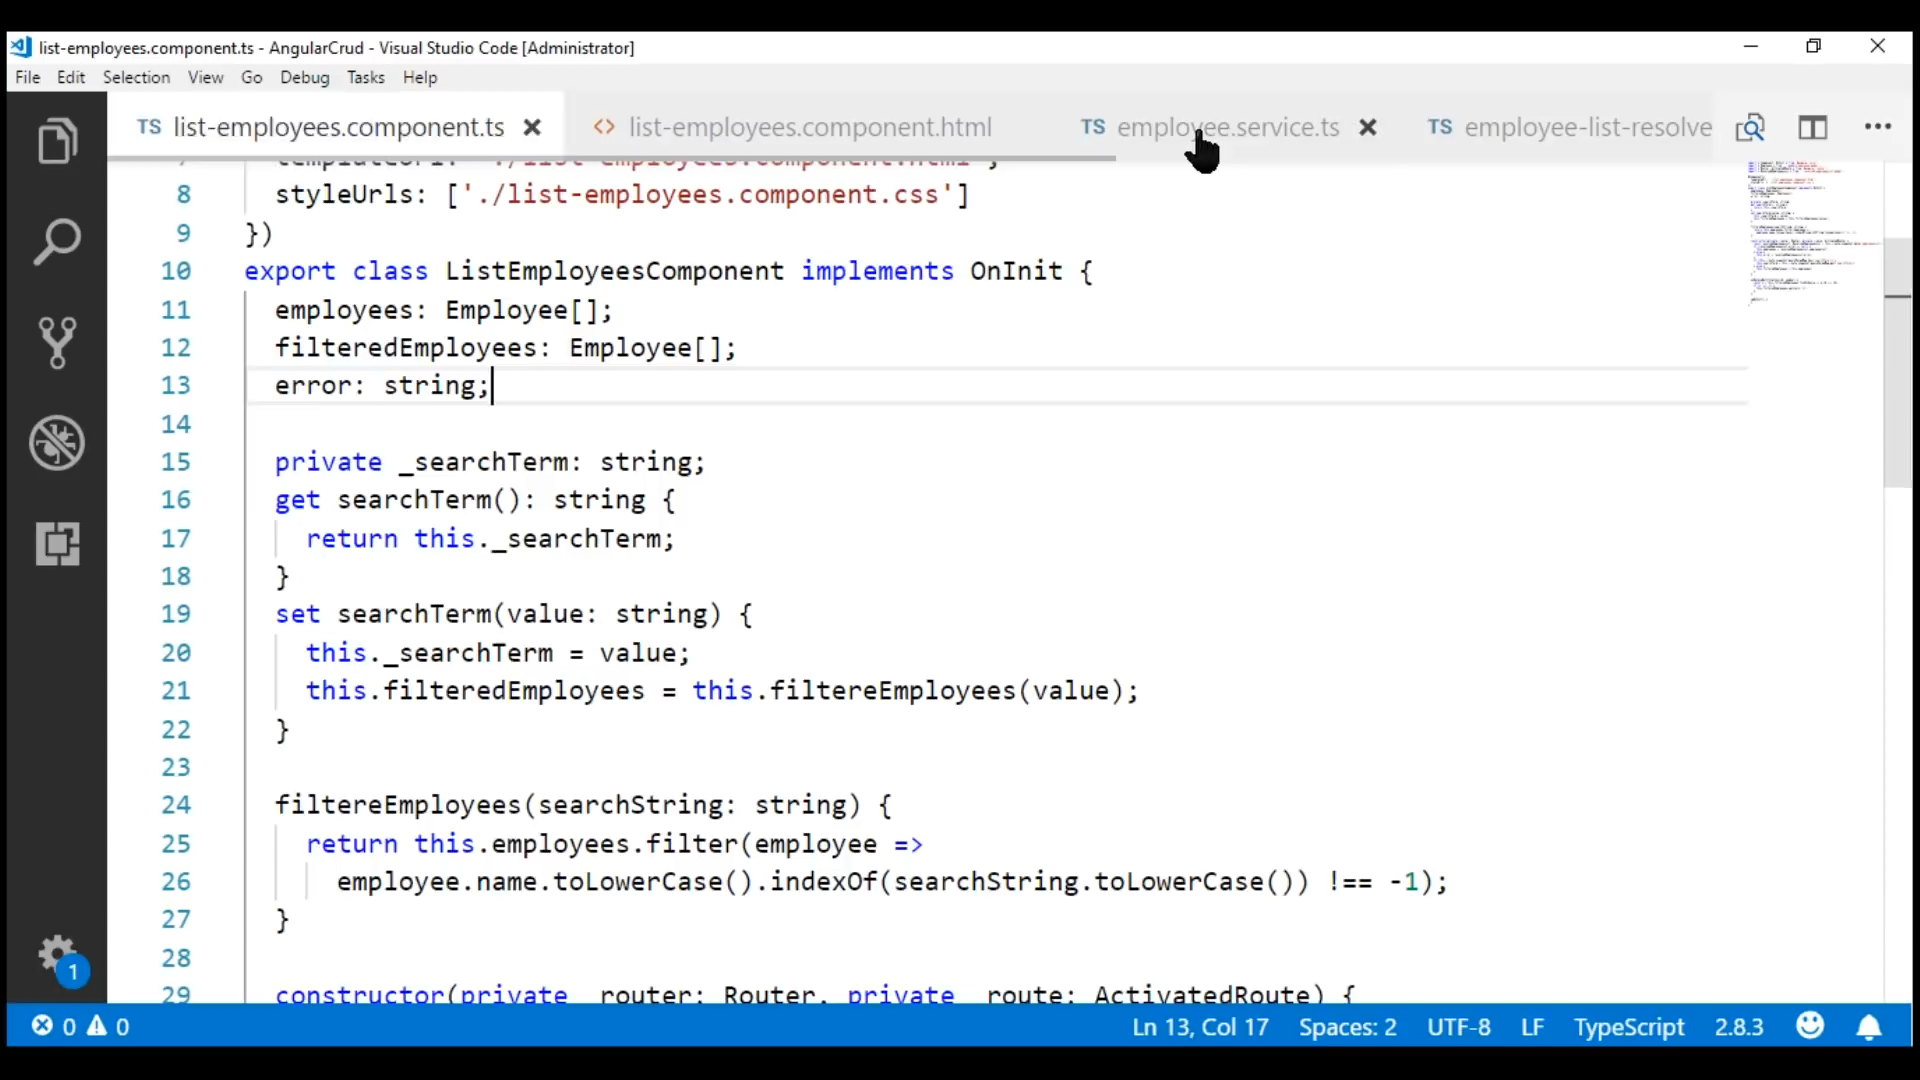 list-employees.component.ts - AngularCrud - Visual Studio Code [Administrator]
File Edit Selection View Go Debug Tasks Help
TS list-employees.component.ts <> list-employees.component.html TS employee.service.ts TS employee-list-resolve
templateUrl: './list-employees.component.html',
8 styleUrls: ['./list-employees.component.css']
9 })
10 export class ListEmployeesComponent implements OnInit {
11 employees: Employee[];
12 filteredEmployees: Employee[];
13 error: string;
14
15 private _searchTerm: string;
16 get searchTerm(): string {
17 return this._searchTerm;
18 }
19 set searchTerm(value: string) {
20 this._searchTerm = value;
21 this.filteredEmployees = this.filtereEmployees(value);
22 }
23
24 filtereEmployees(searchString: string) {
25 return this.employees.filter(employee =>
26 employee.name.toLowerCase().indexOf(searchString.toLowerCase()) !== -1);
27 }
28
29 constructor(private _router: Router, private _route: ActivatedRoute) {
1
0 0 Ln 13, Col 17 Spaces: 2 UTF-8 LF TypeScript 2.8.3